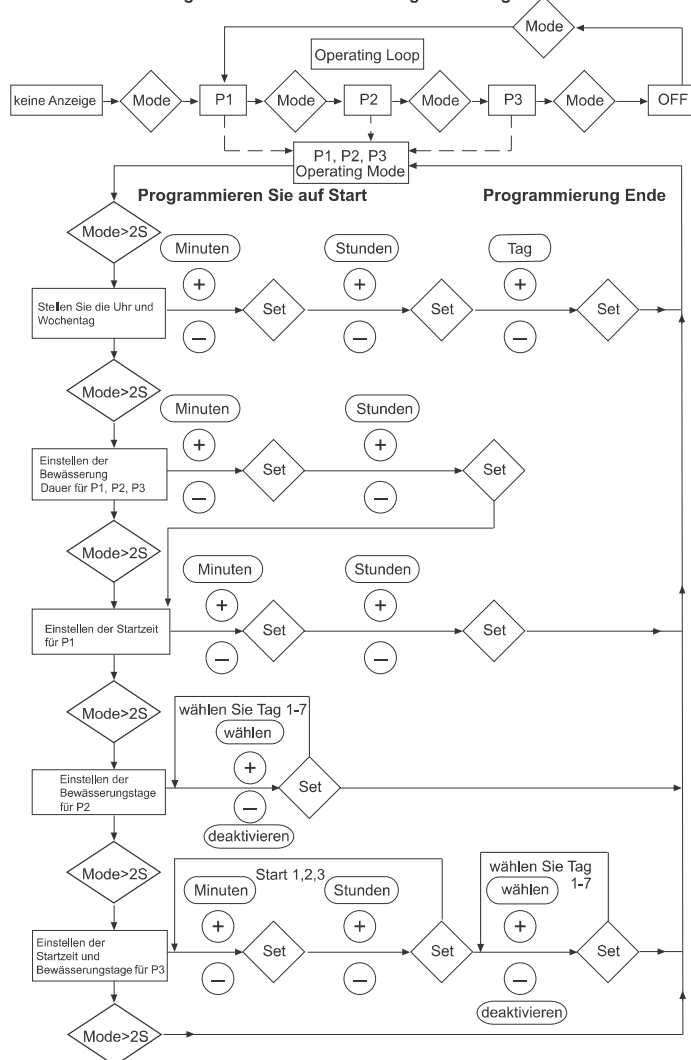 Mode
Operating Loop
keine Anzeige
Mode
P1
Mode
P2
Mode
P3
Mode
OFF
P1, P2, P3
Operating Mode
Programmieren Sie auf Start
Programmierung Ende
Mode>2S
Minuten
Stunden
Tag
+
+
+
Stellen Sie die Uhr und
Wochentag
Set
Set
Set
−
−
−
Mode>2S
Minuten
Stunden
+
+
Einstellen der
Bewässerung
Dauer für P1, P2, P3
Set
Set
−
−
Mode>2S
Minuten
Stunden
+
+
Einstellen der Startzeit
für P1
Set
Set
−
−
Mode>2S
wählen Sie Tag 1-7
wählen
+
Einstellen der
Bewässerungstage
für P2
Set
−
deaktivieren
Mode>2S
Start 1,2,3
wählen Sie Tag
1-7
Minuten
Stunden
wählen
+
+
+
Einstellen der
Startzeit und
Bewässerungstage für P3
Set
Set
Set
−
−
−
deaktivieren
Mode>2S